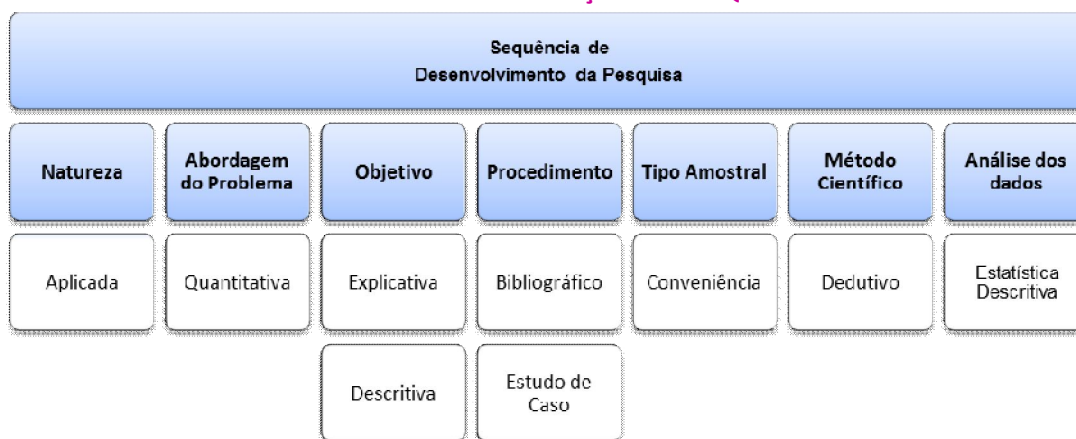 Sequência de
Desenvolvimento da Pesquisa
Natureza
Abordagem
do Problema
Objetivo
Procedimento
Tipo Amostral
Método
Científico
Análise dos
dados
Aplicada
Quantitativa
Explicativa
Bibliográfico
Conveniência
Dedutivo
Estatística
Descritiva
Descritiva
Estudo de
Caso